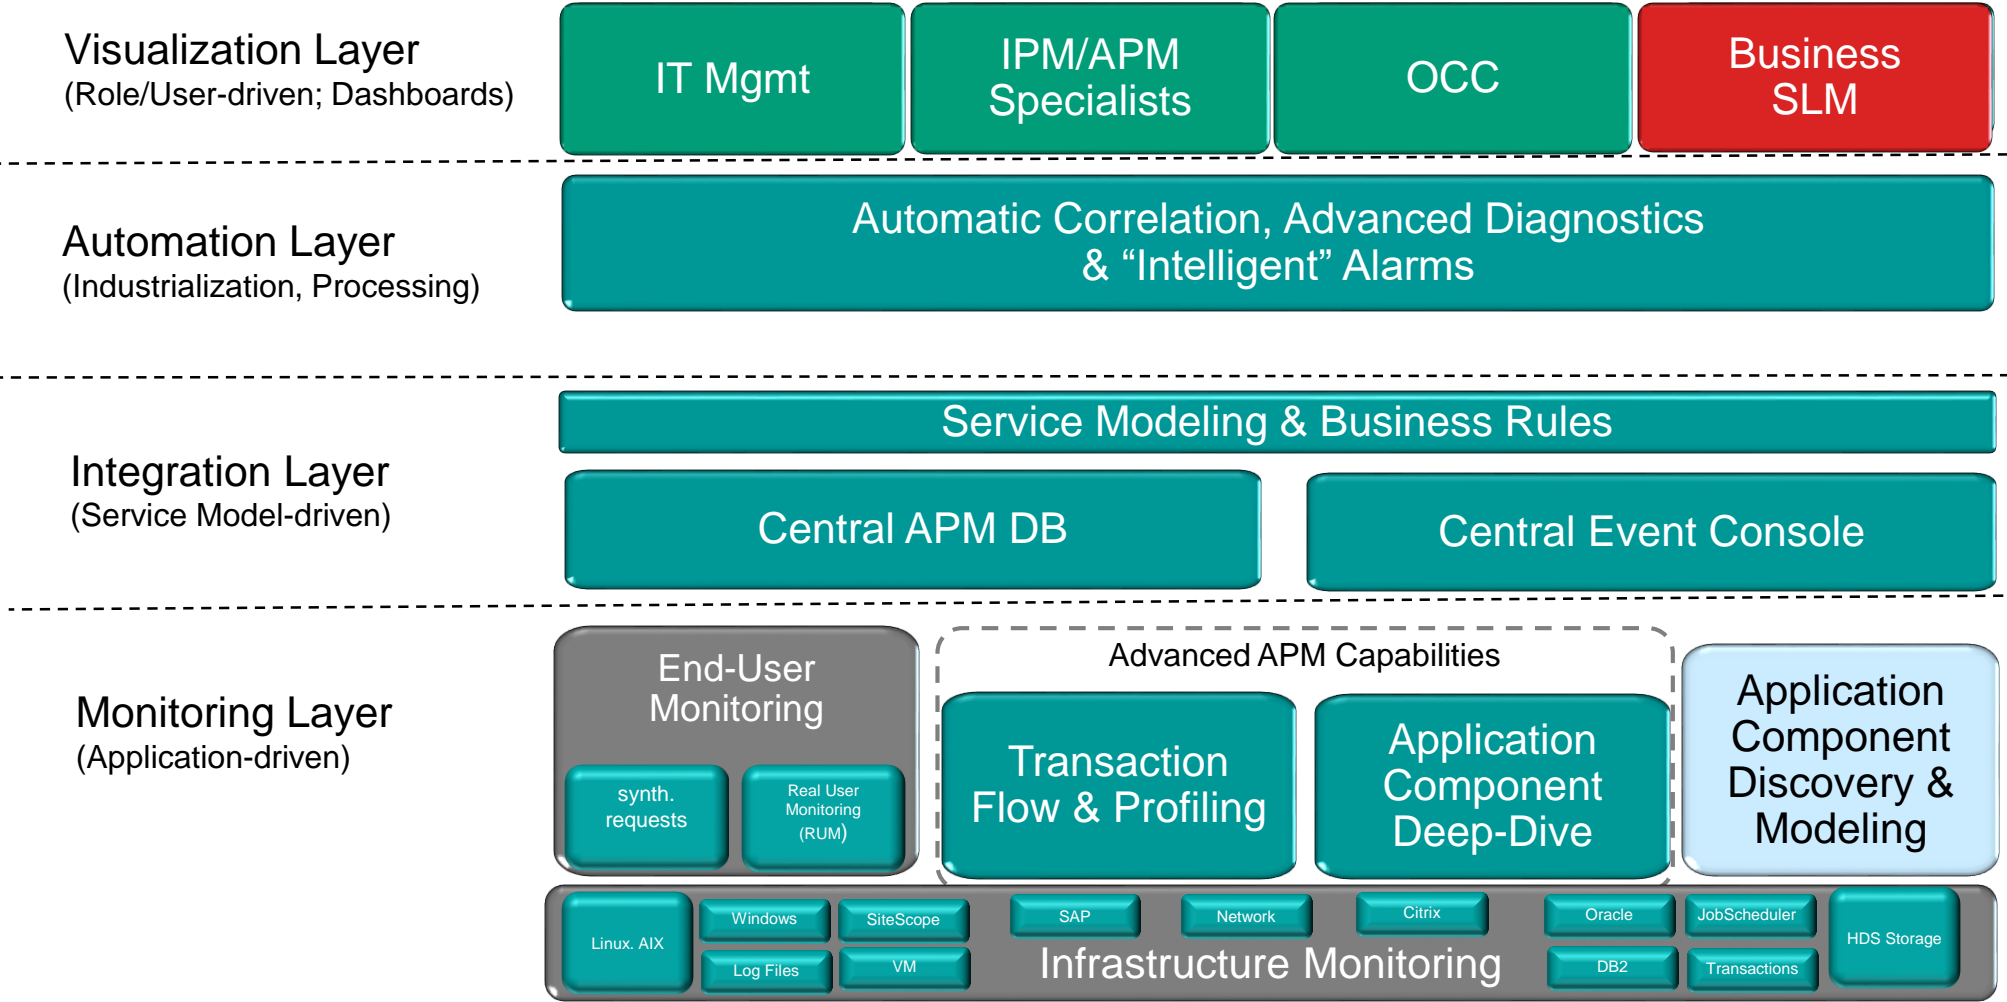 Visualization Layer
(Role/User-driven; Dashboards)
IT Mgmt
IPM/APM
Specialists
OCC
Business
SLM
Automation Layer
(Industrialization, Processing)
Automatic Correlation, Advanced Diagnostics
& “Intelligent” Alarms
Integration Layer
(Service Model-driven)
Service Modeling & Business Rules
Central APM DB
Central Event Console
Monitoring Layer
(Application-driven)
End-User
Monitoring
synth.
requests
Real User
Monitoring
(RUM)
Advanced APM Capabilities
Transaction
Flow & Profiling
Application
Component
Deep-Dive
Application
Component
Discovery &
Modeling
Linux. AIX
Windows
SiteScope
SAP
Network
Citrix
Oracle
JobScheduler
HDS Storage
Log Files
VM
Infrastructure Monitoring
DB2
Transactions